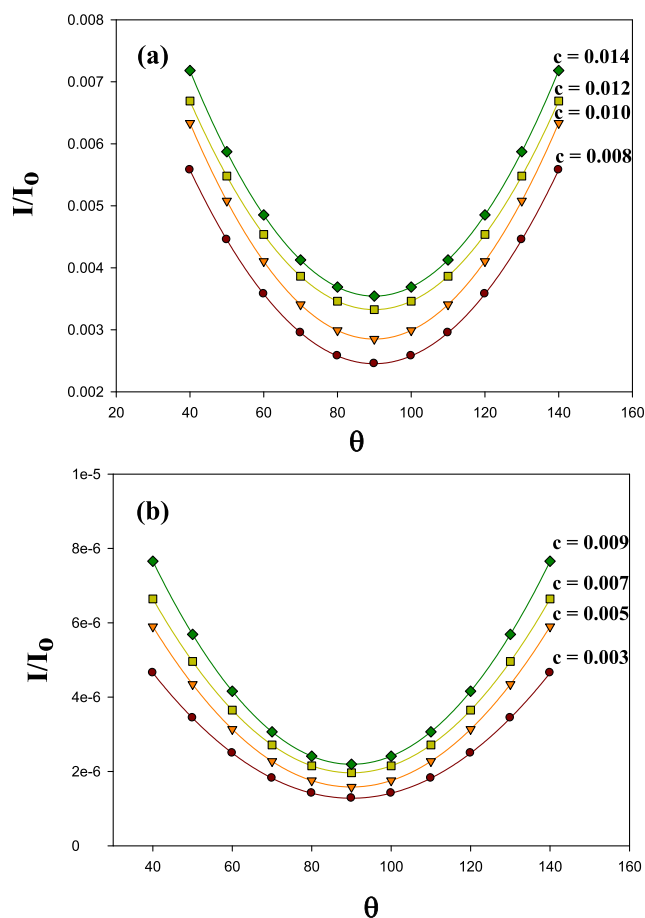 0.008
(a)
c = 0.014
0.007
c = 0.012
c = 0.010
0.006
c = 0.008
I/Io
0.005
0.004
0.003
0.002
20 40 60 80 100 120 140 160
θ
1e-5
(b)
c = 0.009
8e-6
c = 0.007
c = 0.005
6e-6
c = 0.003
I/Io
4e-6
2e-6
0
40 60 80 100 120 140 160
θ